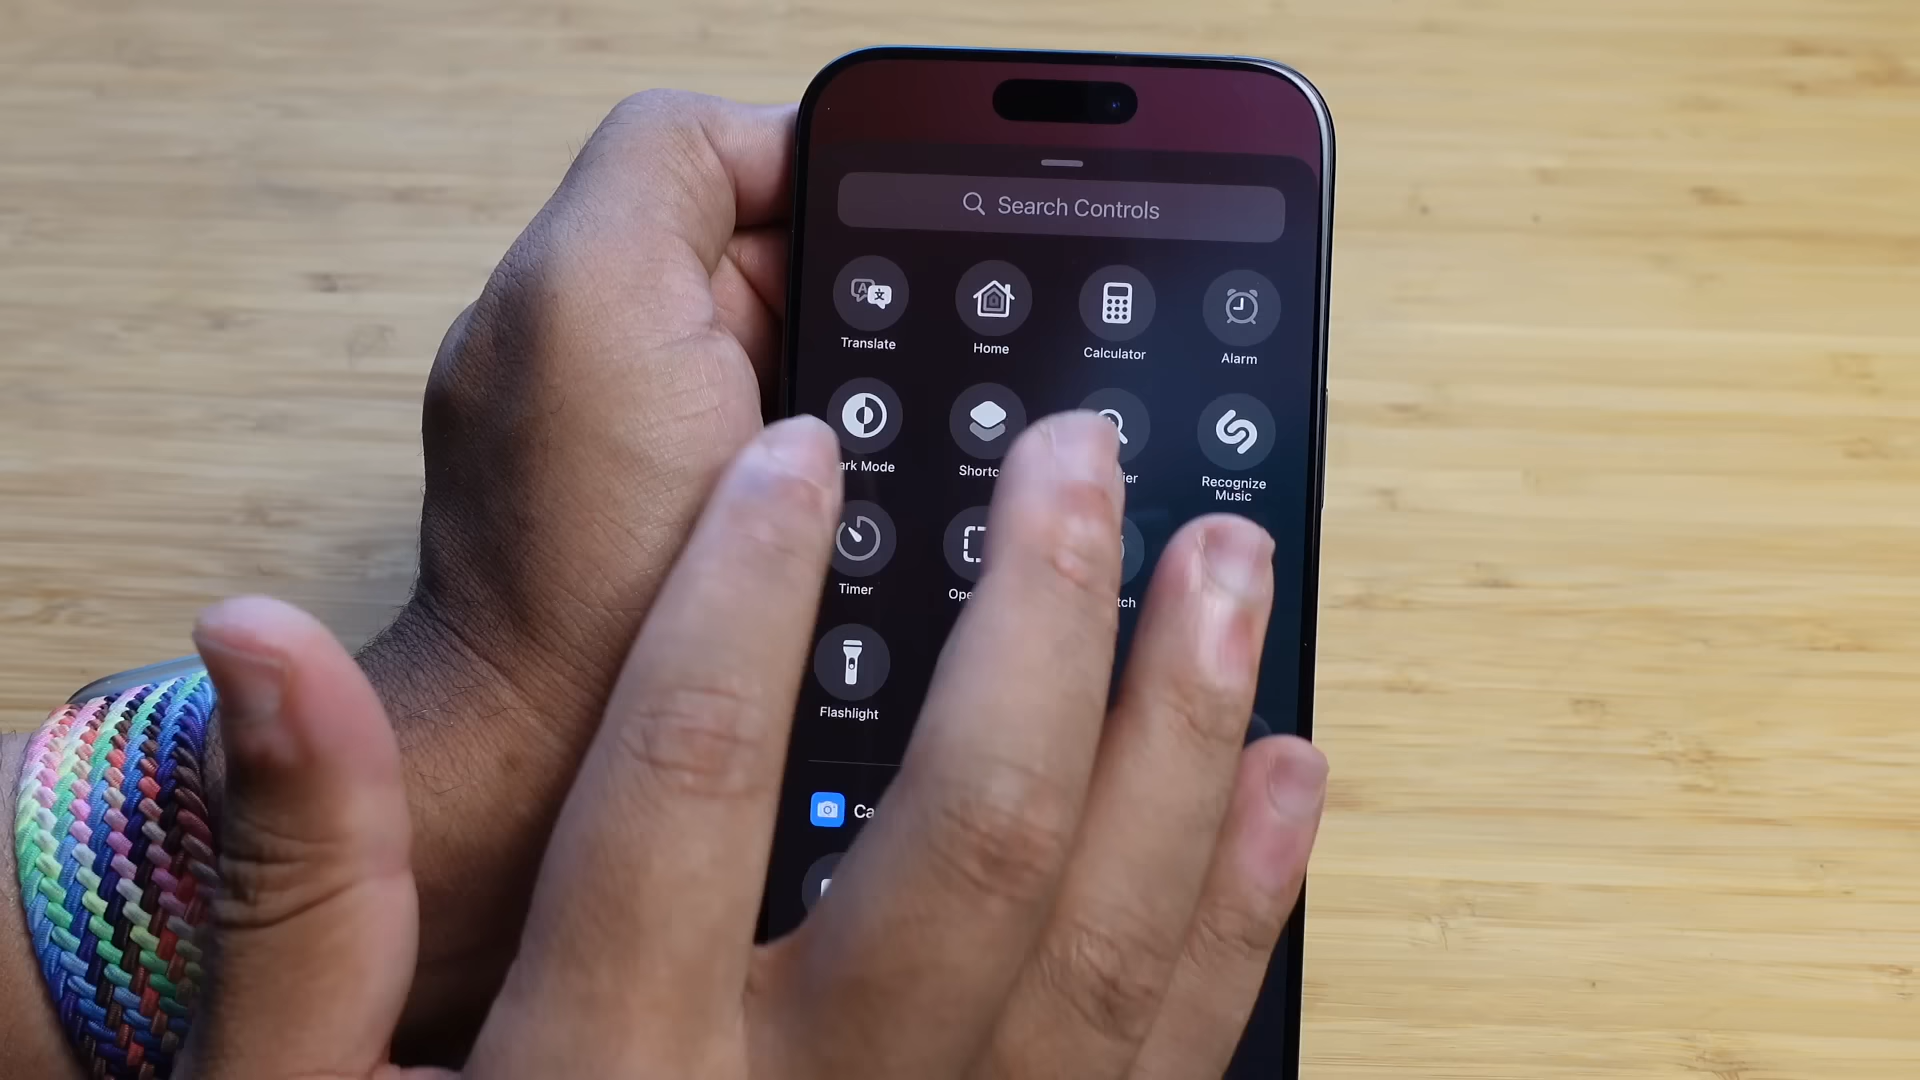 Search Controls
Translate
Home
Calculator
Alarm
ark Mode
Shortc
ier
Recognize
Music
Timer
Ope
tch
Flashlight
Ca